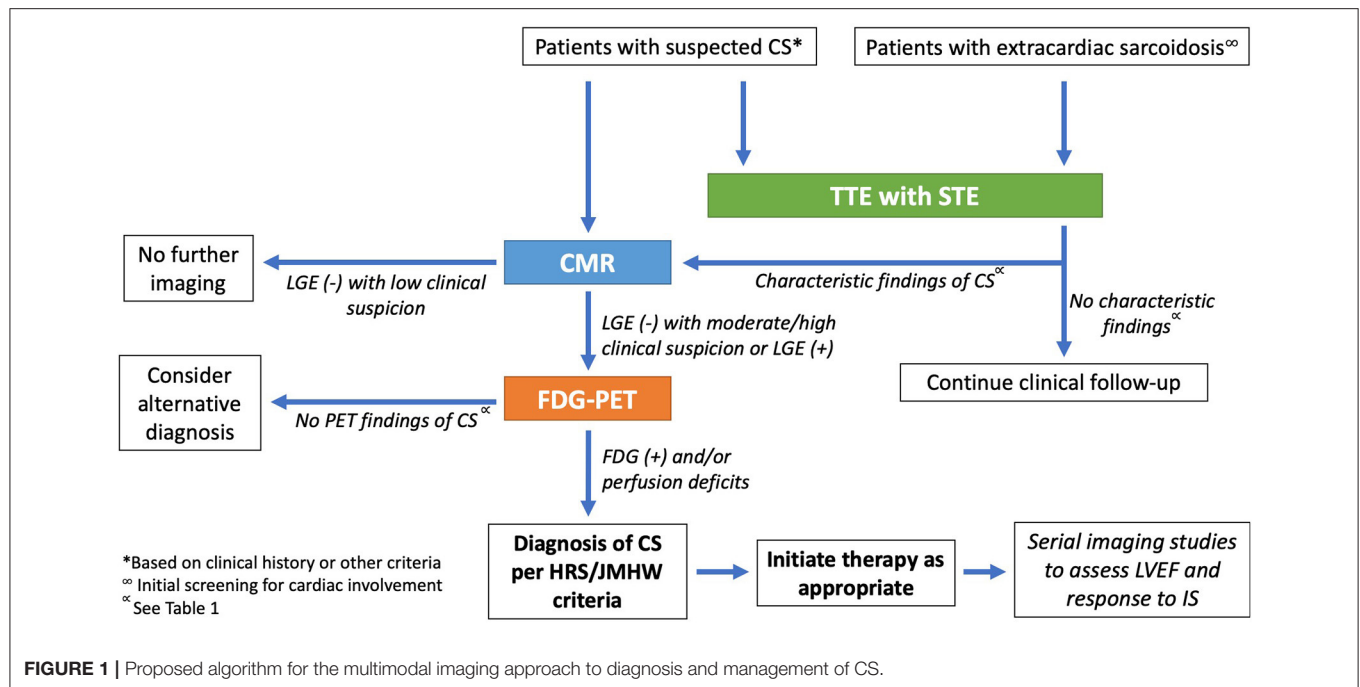 Patients with suspected CS*
Patients with extracardiac sarcoidosis∞
TTE with STE
No further
imaging
LGE (-) with low clinical
suspicion
CMR
Characteristic findings of CS∝
No characteristic
findings∝
LGE (-) with moderate/high
clinical suspicion or LGE (+)
Continue clinical follow-up
Consider
alternative
diagnosis
No PET findings of CS∝
FDG-PET
FDG (+) and/or
perfusion deficits
Diagnosis of CS
per HRS/JMHW
criteria
Initiate therapy as
appropriate
Serial imaging studies
to assess LVEF and
response to IS
*Based on clinical history or other criteria
∞ Initial screening for cardiac involvement
∝ See Table 1
FIGURE 1 | Proposed algorithm for the multimodal imaging approach to diagnosis and management of CS.